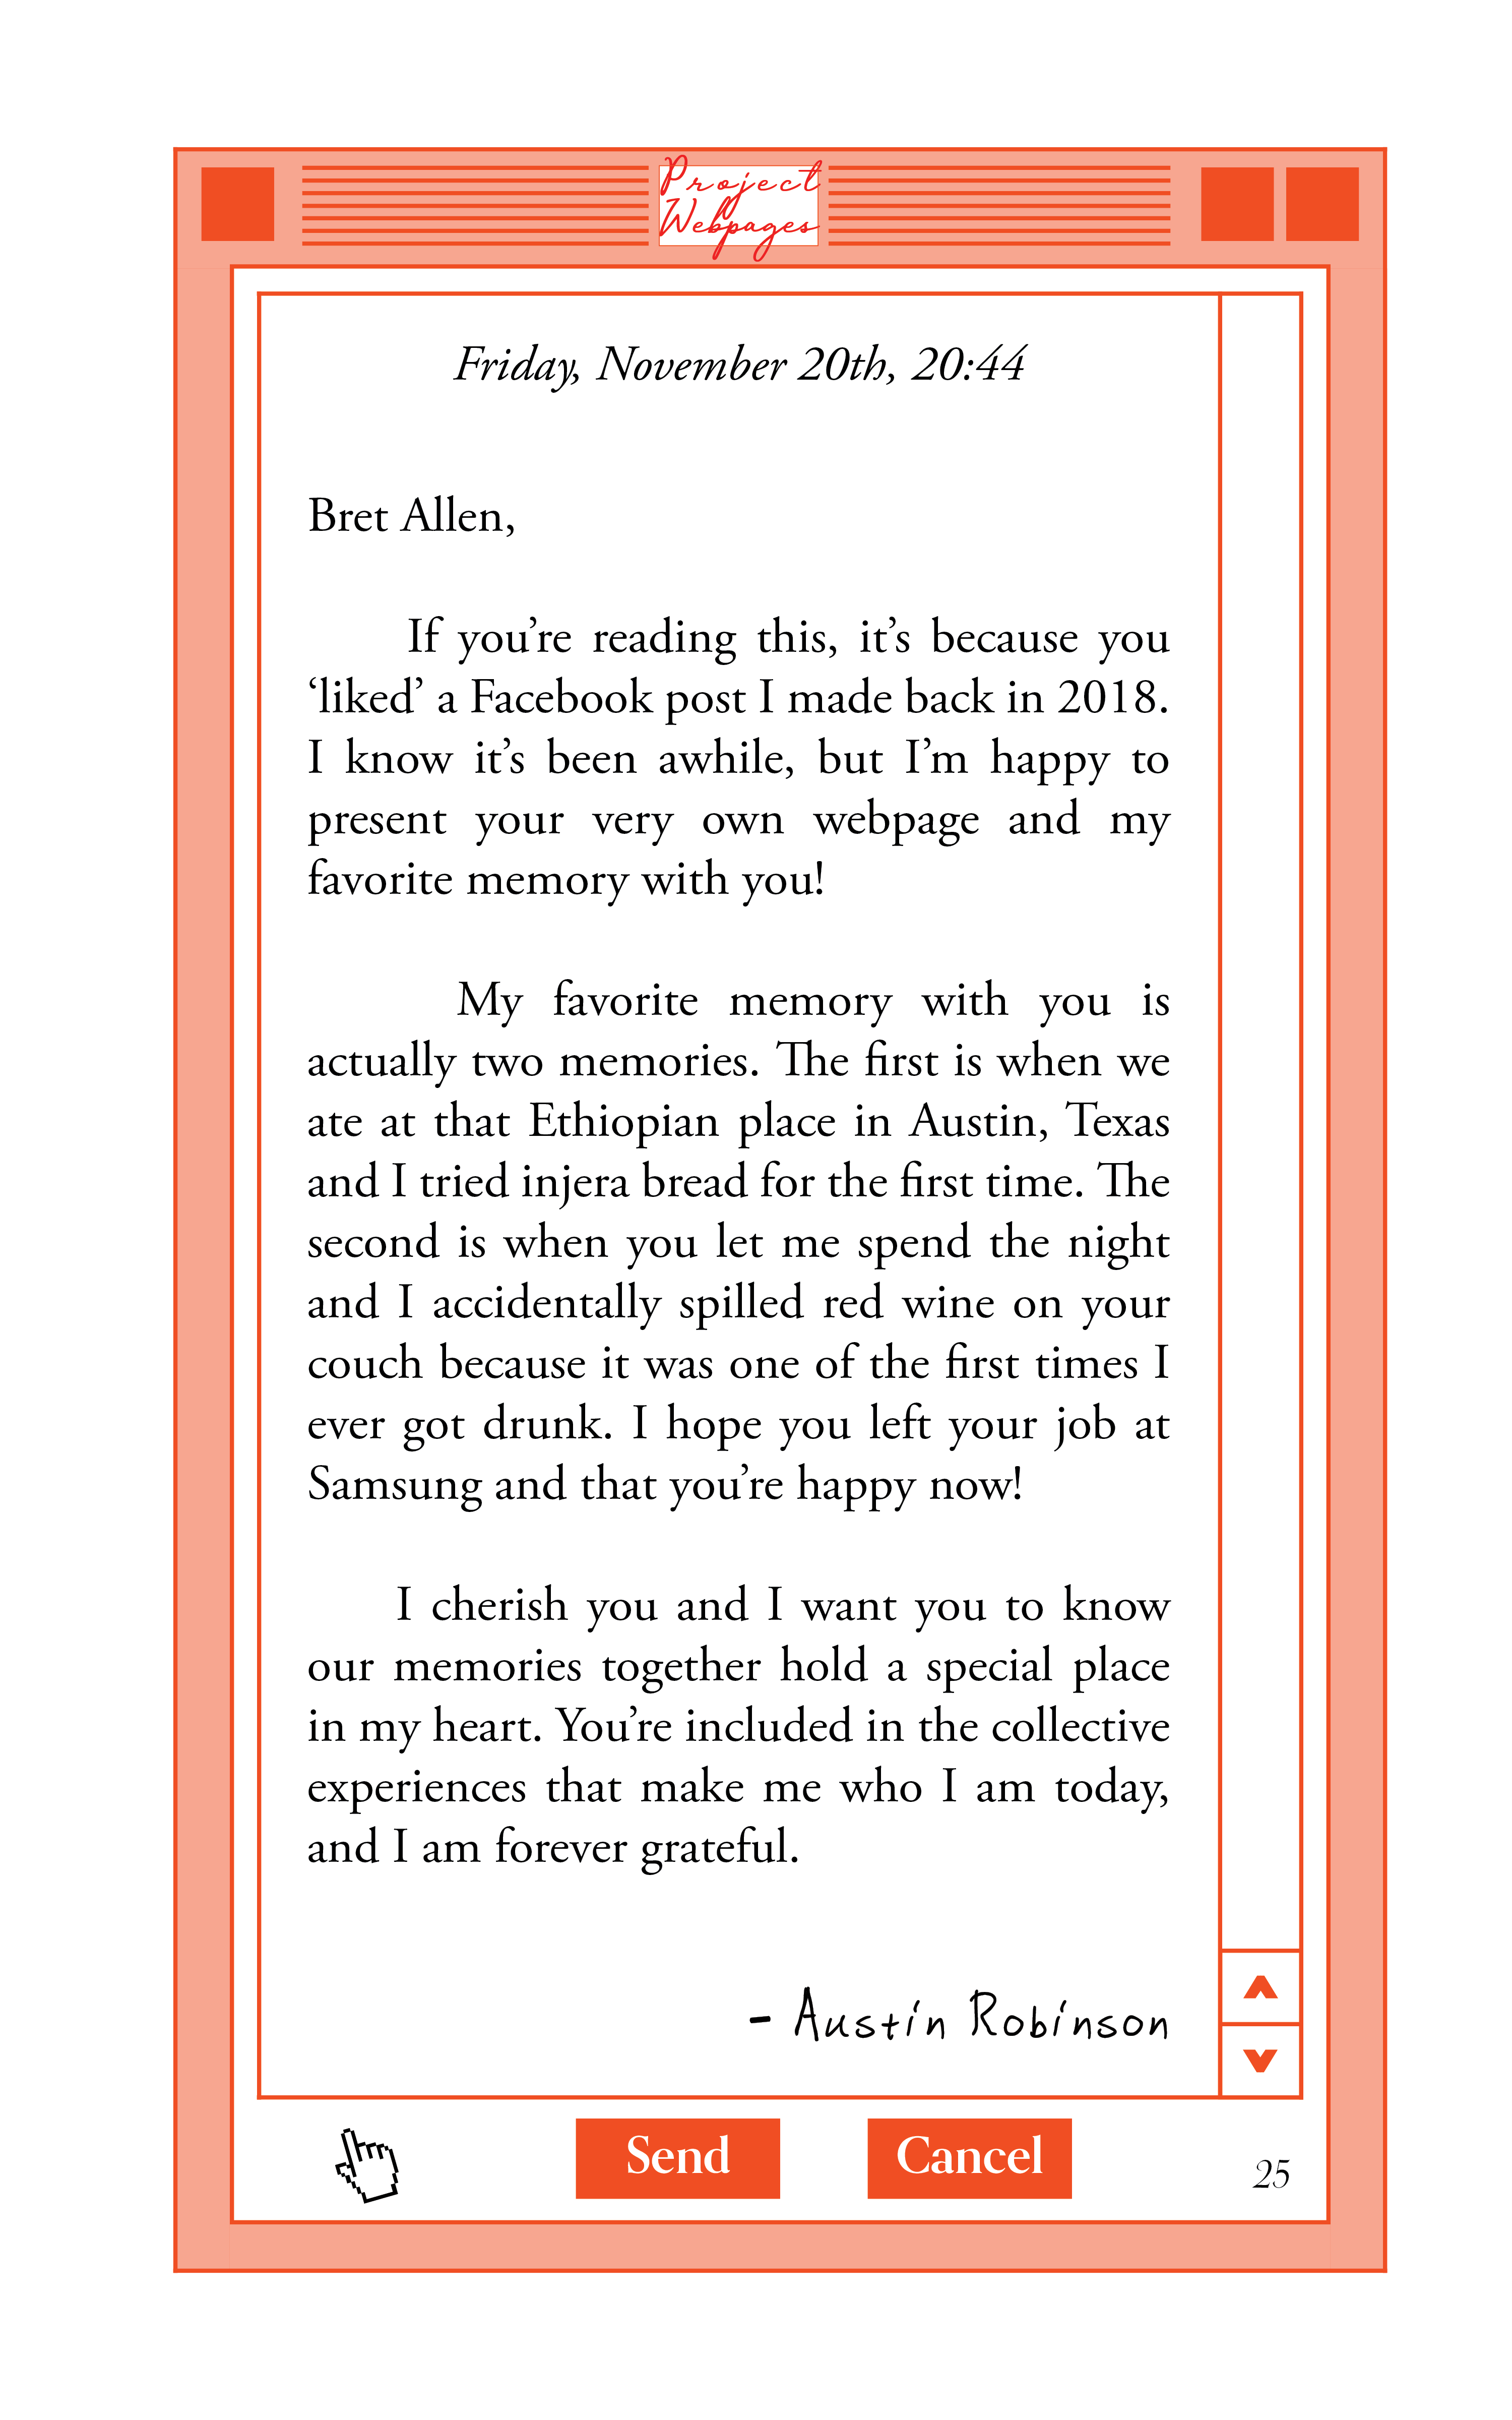 Project
Webpages
Friday, November 20th, 20:44
Bret Allen,
If you’re reading this, it’s because you
‘liked’ a Facebook post I made back in 2018.
I know it’s been awhile, but I’m happy to
present your very own webpage and my
favorite memory with you!
My favorite memory with you is
actually two memories. The first is when we
ate at that Ethiopian place in Austin, Texas
and I tried injera bread for the first time. The
second is when you let me spend the night
and I accidentally spilled red wine on your
couch because it was one of the first times I
ever got drunk. I hope you left your job at
Samsung and that you’re happy now!
I cherish you and I want you to know
our memories together hold a special place
in my heart. You’re included in the collective
experiences that make me who I am today,
and I am forever grateful.
- Austin Robinson
Send Cancel
25